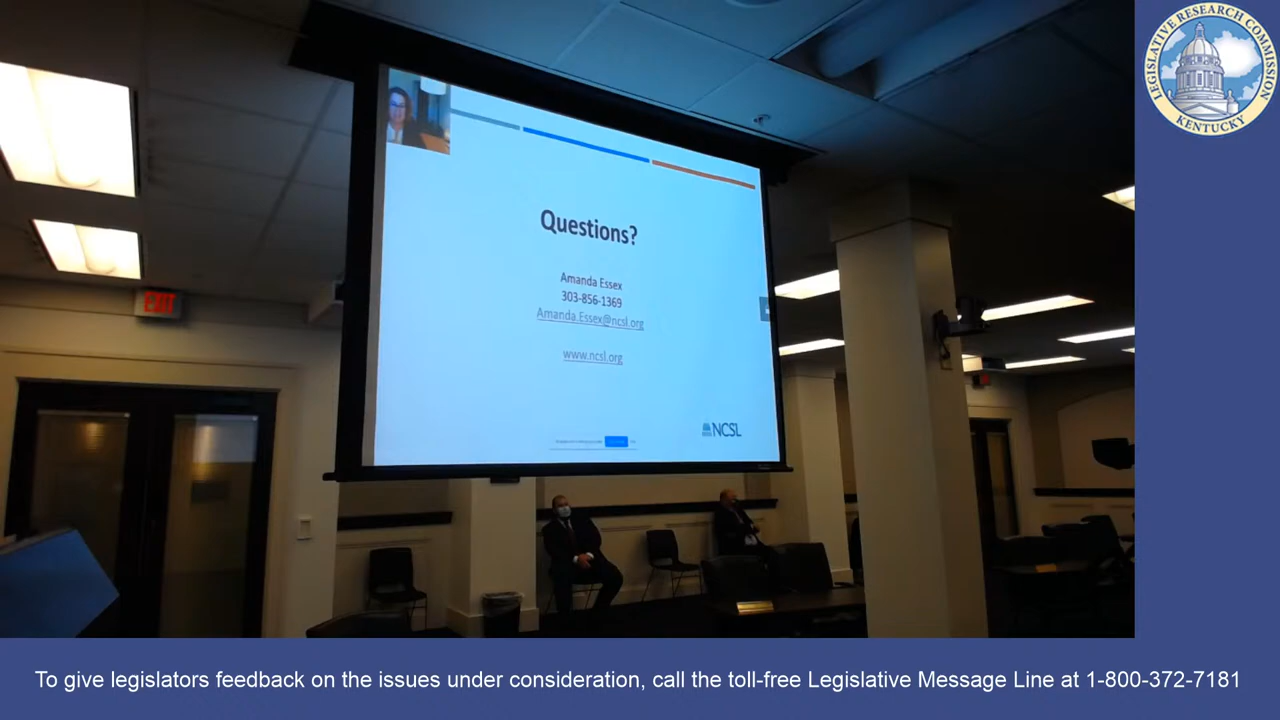 LEGISLATIVE RESEARCH COMMISSION
KENTUCKY
EXIT
Questions?
Amanda Essex
303-856-1369
Amanda.Essex@ncsl.org
www.ncsl.org
NCSL
To give legislators feedback on the issues under consideration, call the toll-free Legislative Message Line at 1-800-372-7181